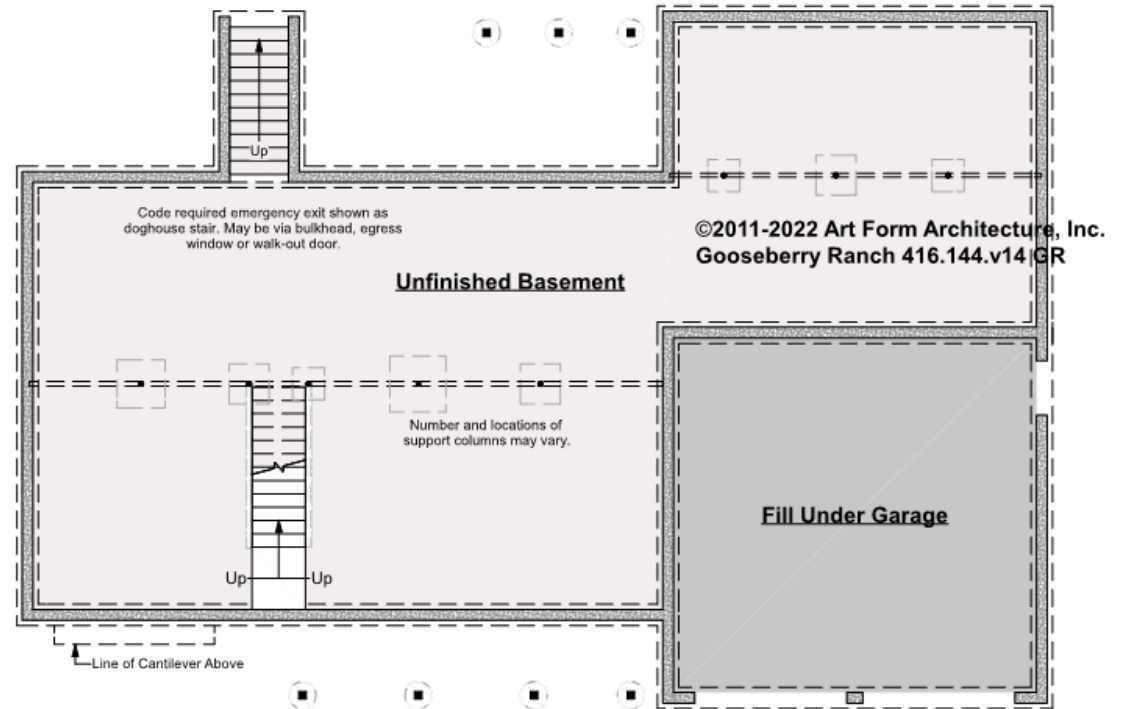 Up
Code required emergency exit shown as
doghouse stair. May be via bulkhead, egress
window or walk-out door.
©2011-2022 Art Form Architecture, Inc.
Gooseberry Ranch 416.144.v14 GR
Unfinished Basement
Number and locations of
support columns may vary.
Fill Under Garage
Up Up
Line of Cantilever Above